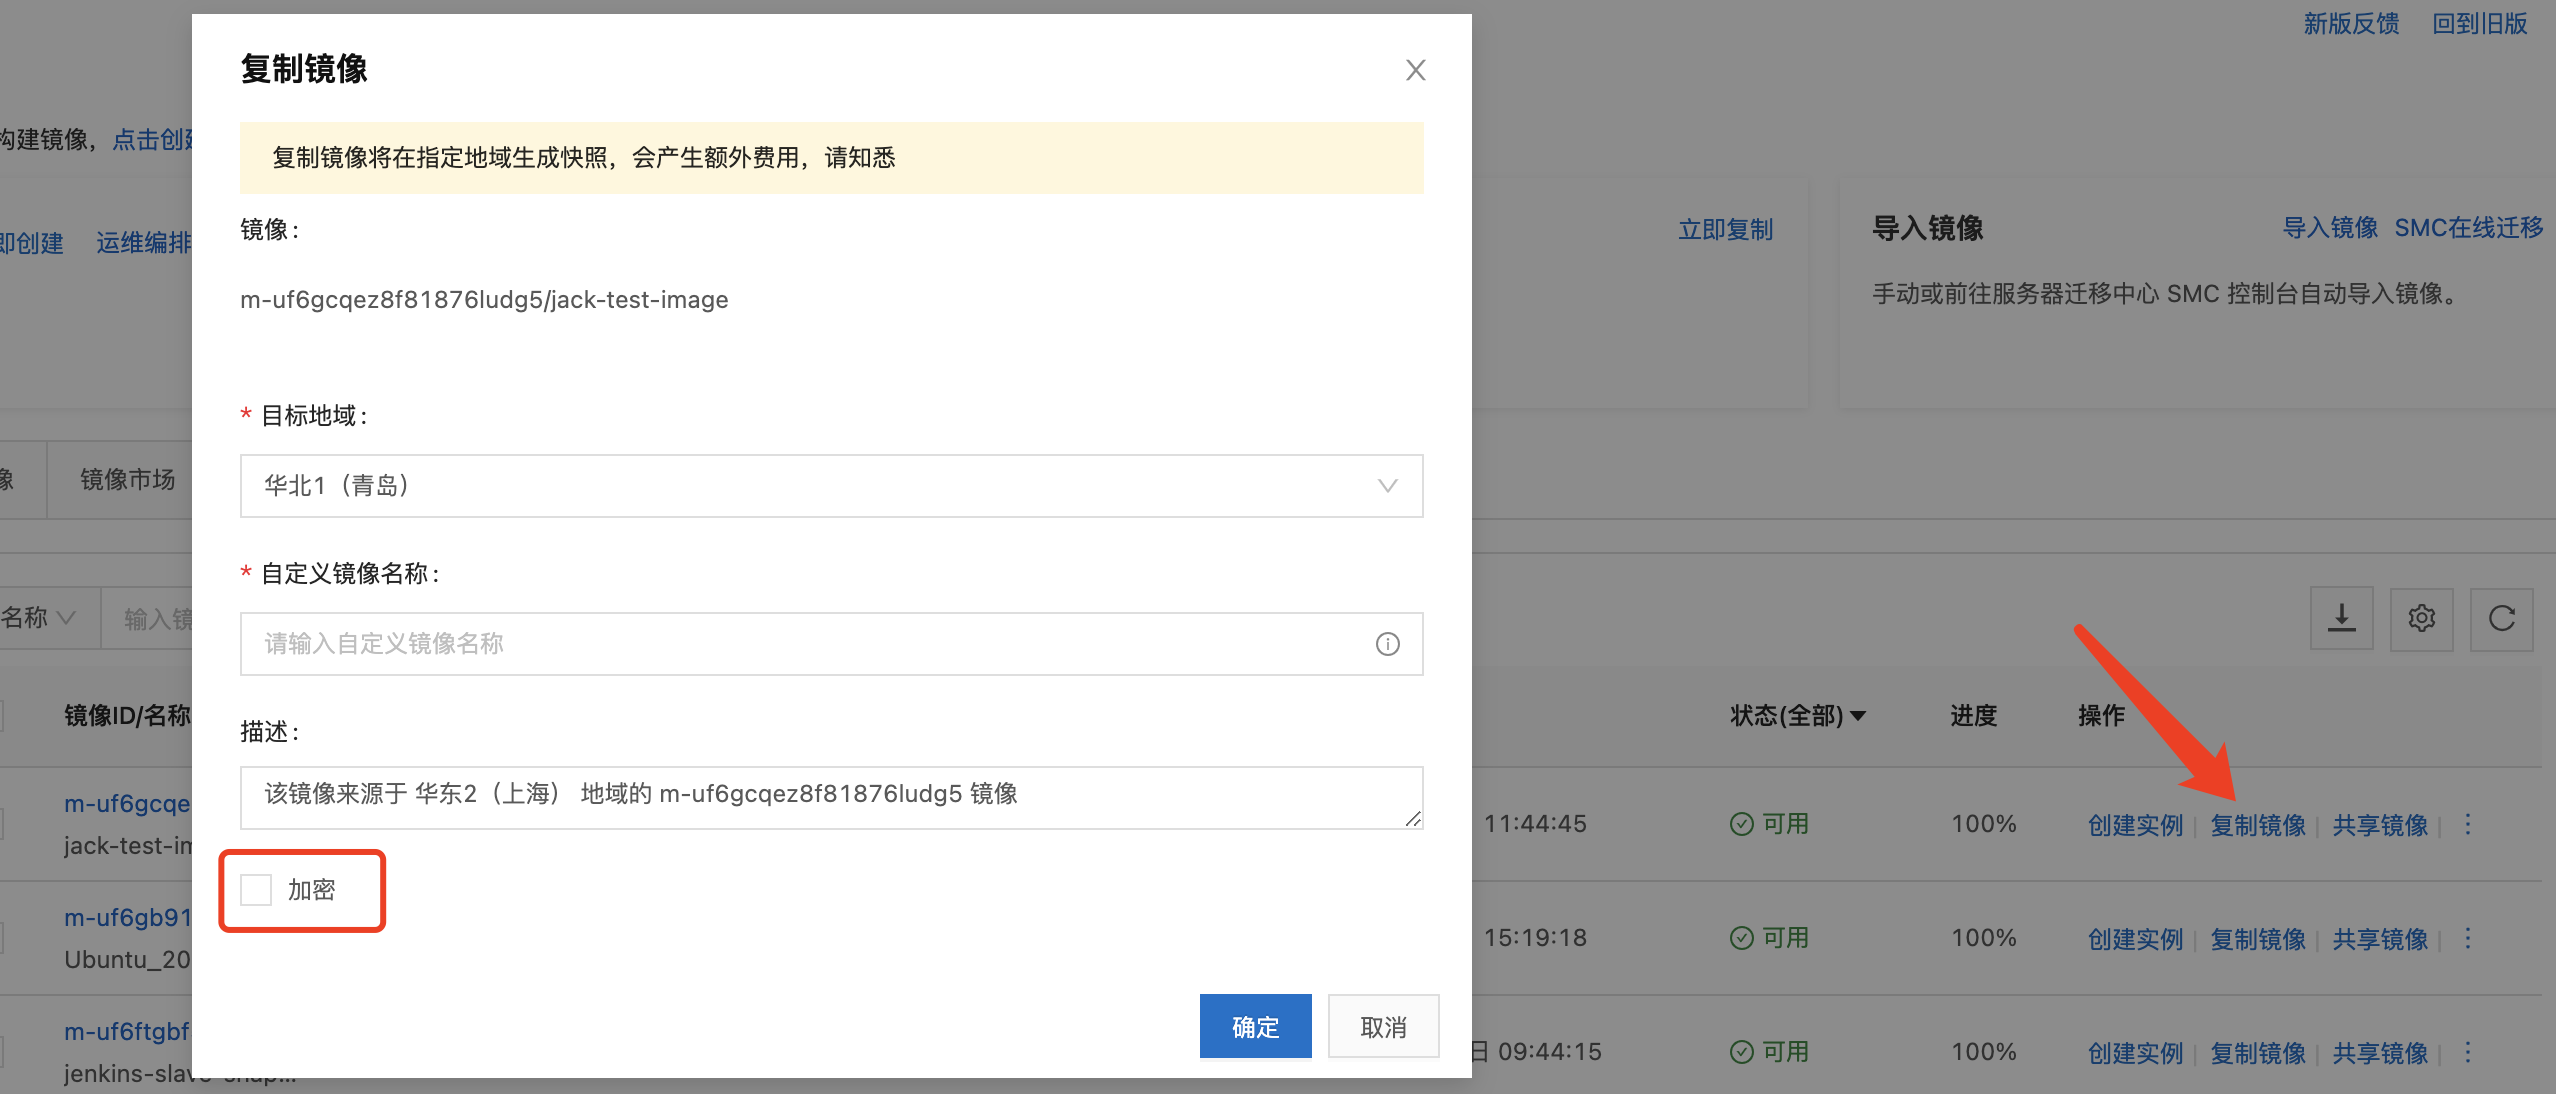 新版反馈 回到旧版
复制镜像
构建镜像，点击创建
复制镜像将在指定地域生成快照，会产生额外费用，请知悉
镜像：
即创建 运维编排
立即复制
导入镜像 导入镜像 SMC在线迁移
手动或前往服务器迁移中心 SMC 控制台自动导入镜像。
m-uf6gcqez8f81876ludg5/jack-test-image
* 目标地域：
像 镜像市场
华北1（青岛）
* 自定义镜像名称：
名称 输入镜
请输入自定义镜像名称
镜像ID/名称
描述：
状态(全部) 进度 操作
该镜像来源于 华东2（上海） 地域的 m-uf6gcqez8f81876ludg5 镜像
m-uf6gcqe
jack-test-im
11:44:45 可用 100% 创建实例 复制镜像 共享镜像
加密
m-uf6gb91
Ubuntu_20
15:19:18 可用 100% 创建实例 复制镜像 共享镜像
确定 取消
m-uf6ftgbf
jenkins-slave-snap...
日 09:44:15 可用 100% 创建实例 复制镜像 共享镜像